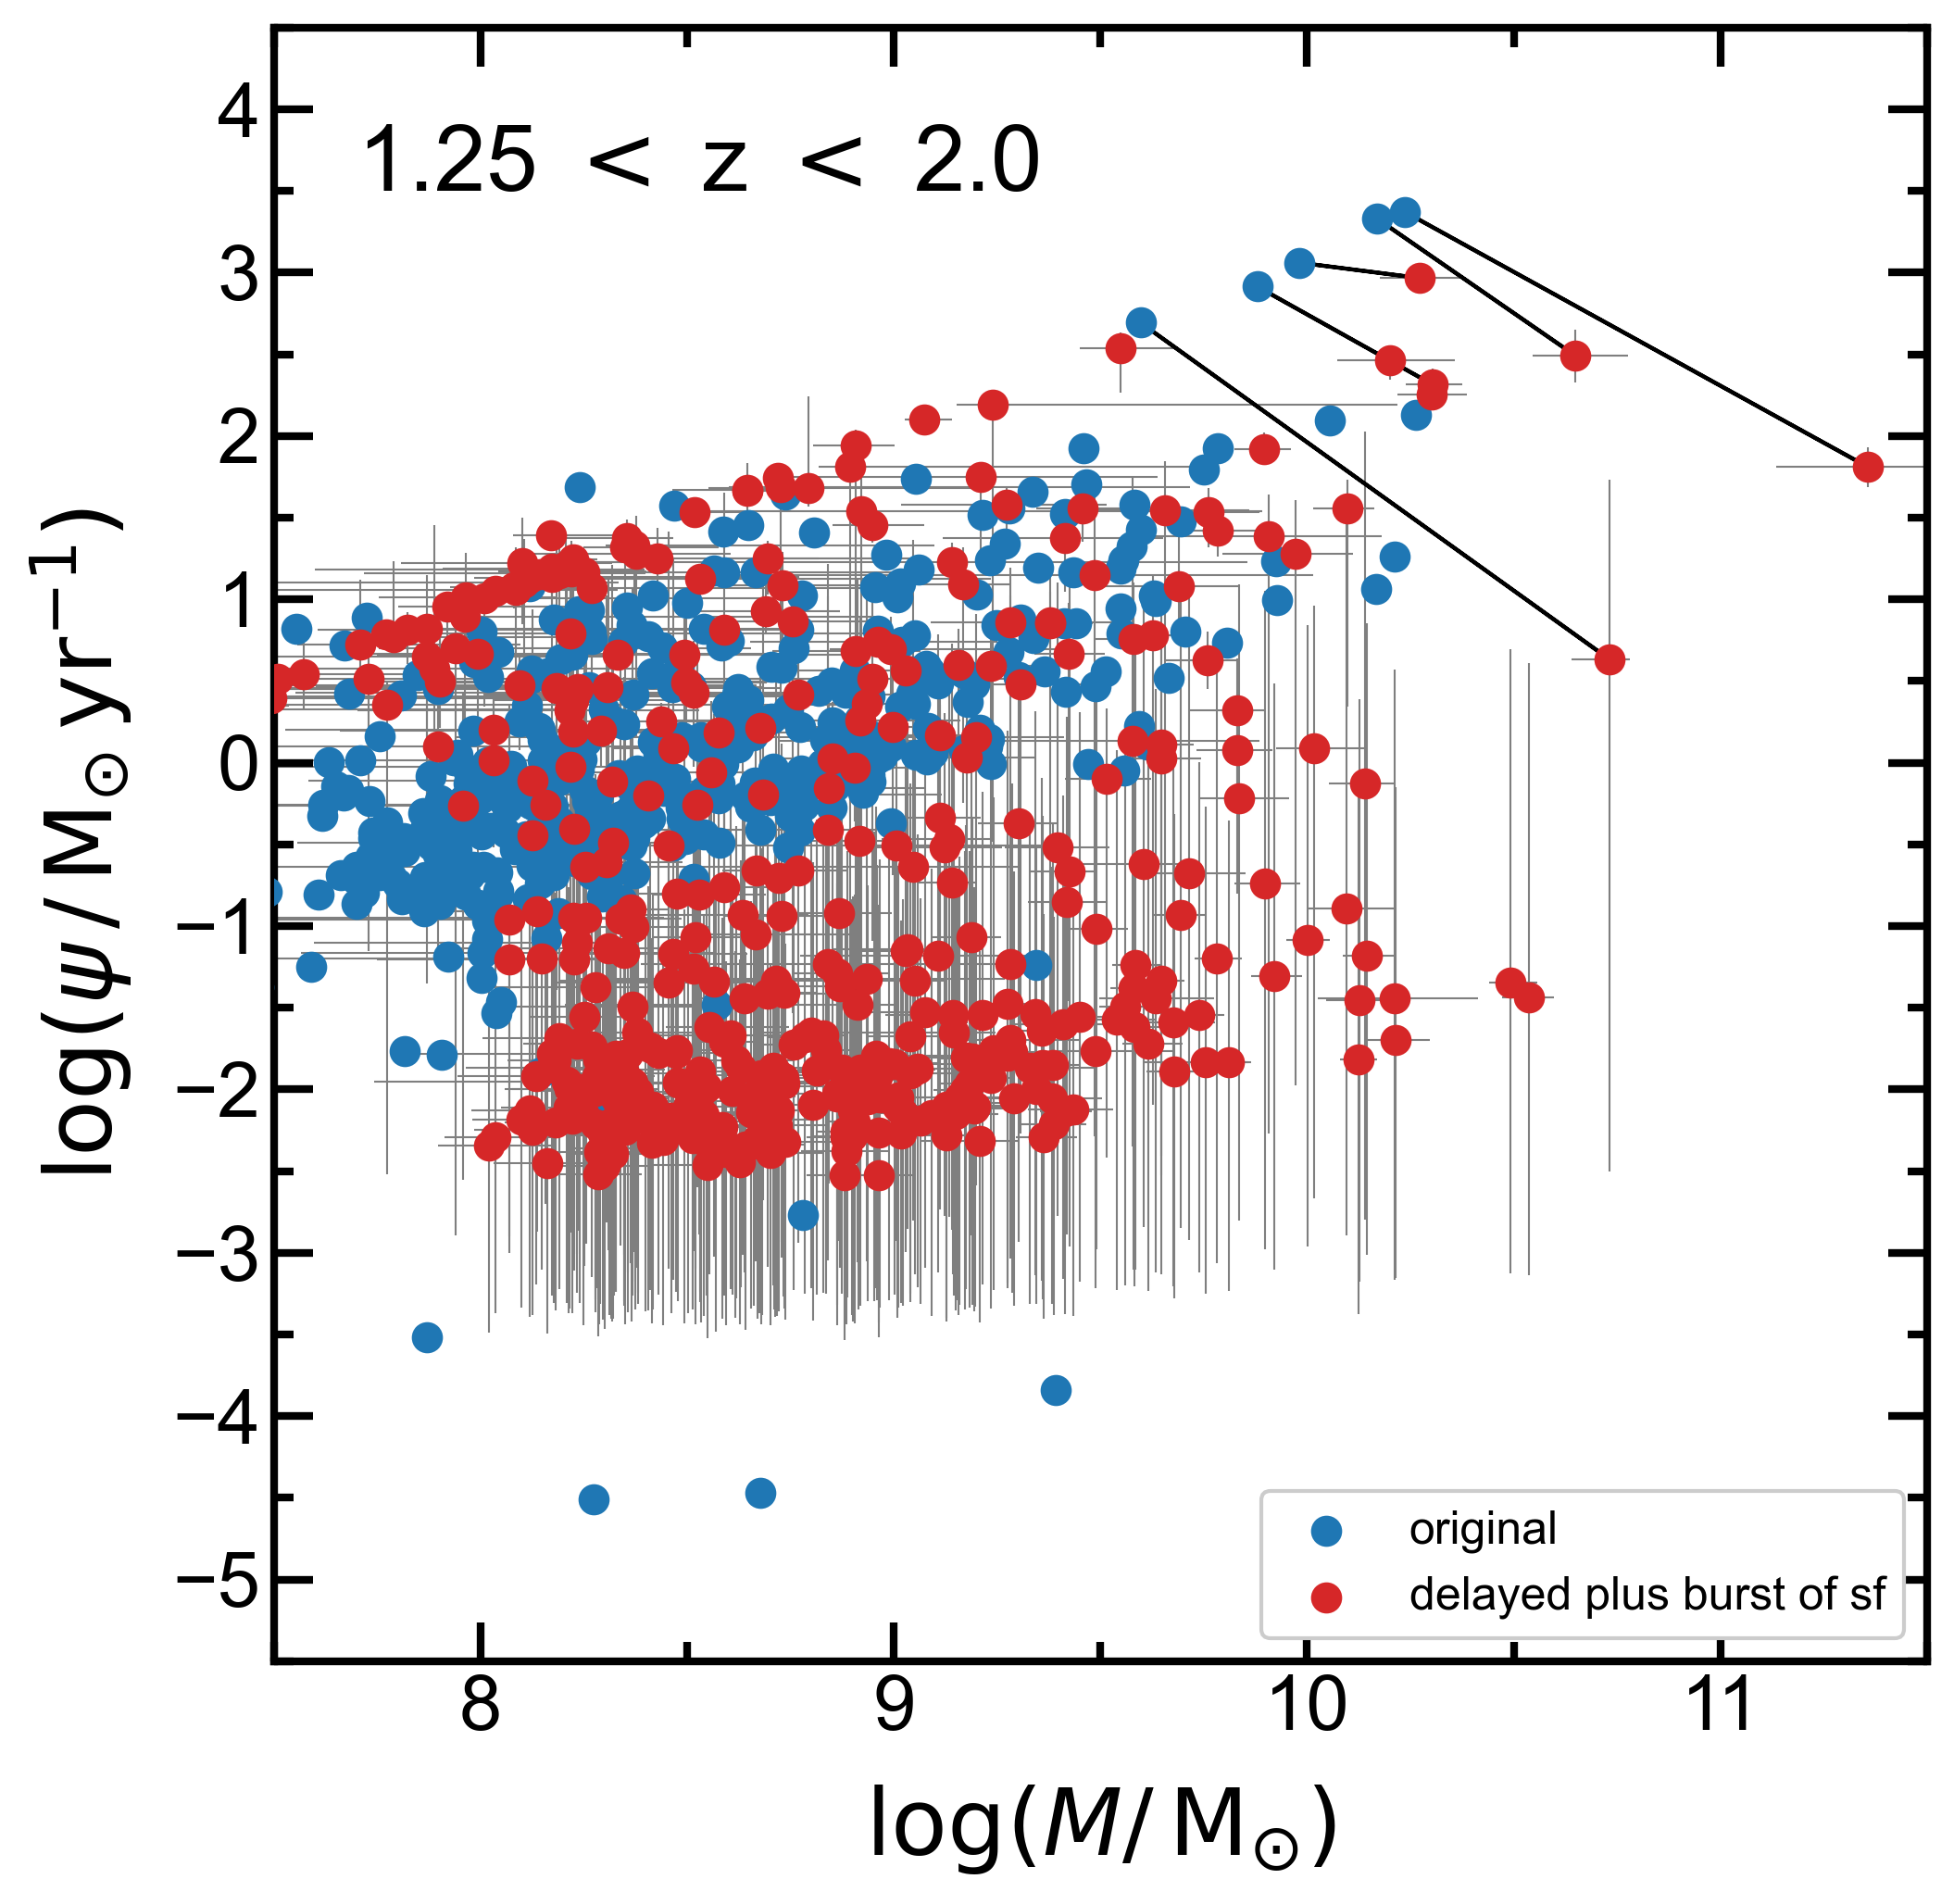 1.25 < z < 2.0
4
3
2
1
0
−1
−2
−3
−4
−5
log(ψ / M⊙ yr⁻¹)
original
delayed plus burst of sf
8 9 10 11
log(M/ M⊙)